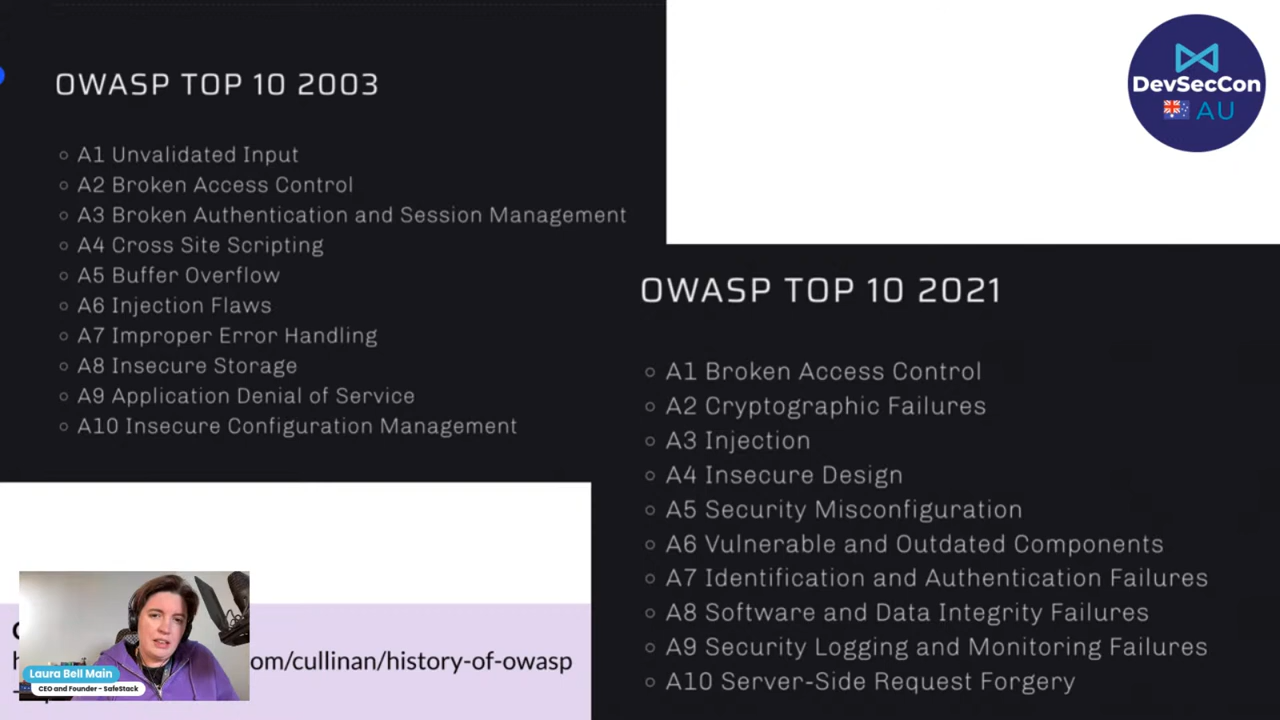 OWASP TOP 10 2003
A1 Unvalidated Input
A2 Broken Access Control
A3 Broken Authentication and Session Management
A4 Cross Site Scripting
A5 Buffer Overflow
A6 Injection Flaws
A7 Improper Error Handling
A8 Insecure Storage
A9 Application Denial of Service
A10 Insecure Configuration Management
DevSecCon
AU
OWASP TOP 10 2021
A1 Broken Access Control
A2 Cryptographic Failures
A3 Injection
A4 Insecure Design
A5 Security Misconfiguration
A6 Vulnerable and Outdated Components
A7 Identification and Authentication Failures
A8 Software and Data Integrity Failures
A9 Security Logging and Monitoring Failures
A10 Server-Side Request Forgery
om/cullinan/history-of-owasp
Laura Bell Main
CEO and Founder - SafeStack